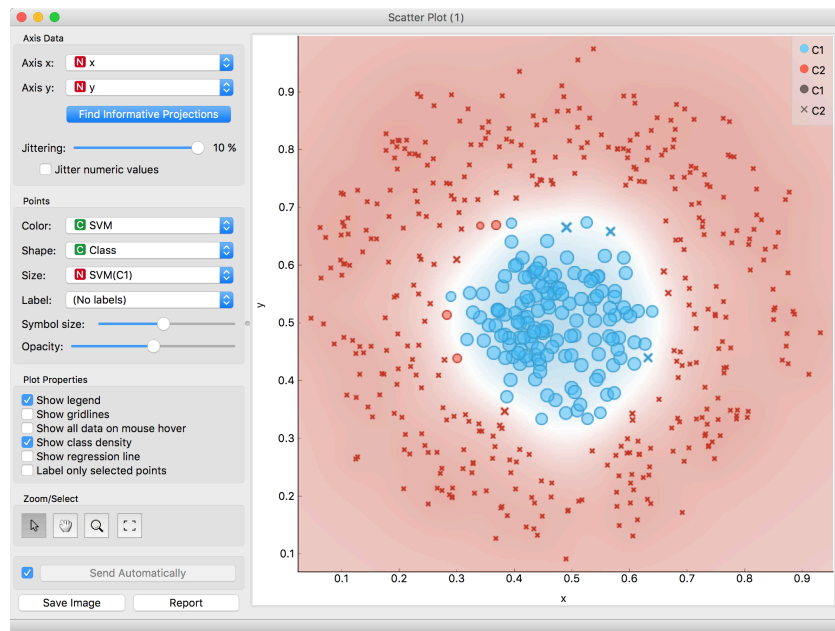 Scatter Plot (1)
Axis Data
Axis x: N x
Axis y: N y
Find Informative Projections
Jittering: 10 %
Jitter numeric values
Points
Color: C SVM
Shape: C Class
Size: N SVM(C1)
Label: (No labels)
Symbol size:
Opacity:
Plot Properties
Show legend
Show gridlines
Show all data on mouse hover
Show class density
Show regression line
Label only selected points
Zoom/Select
Send Automatically
Save Image Report
C1
C2
C1
C2
0.9
0.8
0.7
0.6
0.5
0.4
0.3
0.2
0.1
y
0.1 0.2 0.3 0.4 0.5 0.6 0.7 0.8 0.9
x